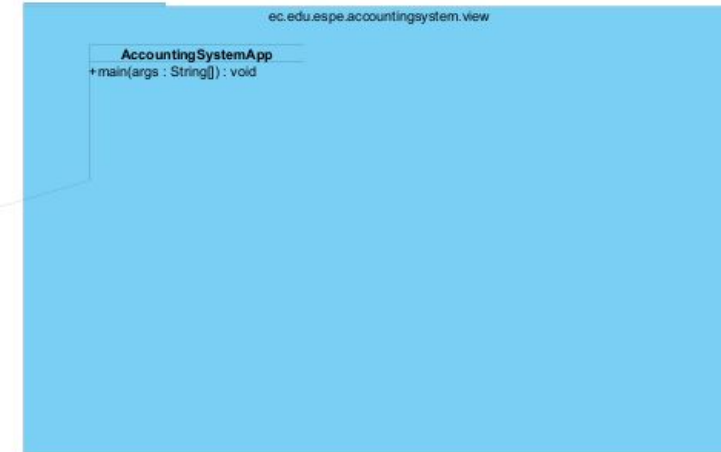 ec.edu.espe.accountingsystem.view
AccountingSystemApp
+main(args : String[]) : void